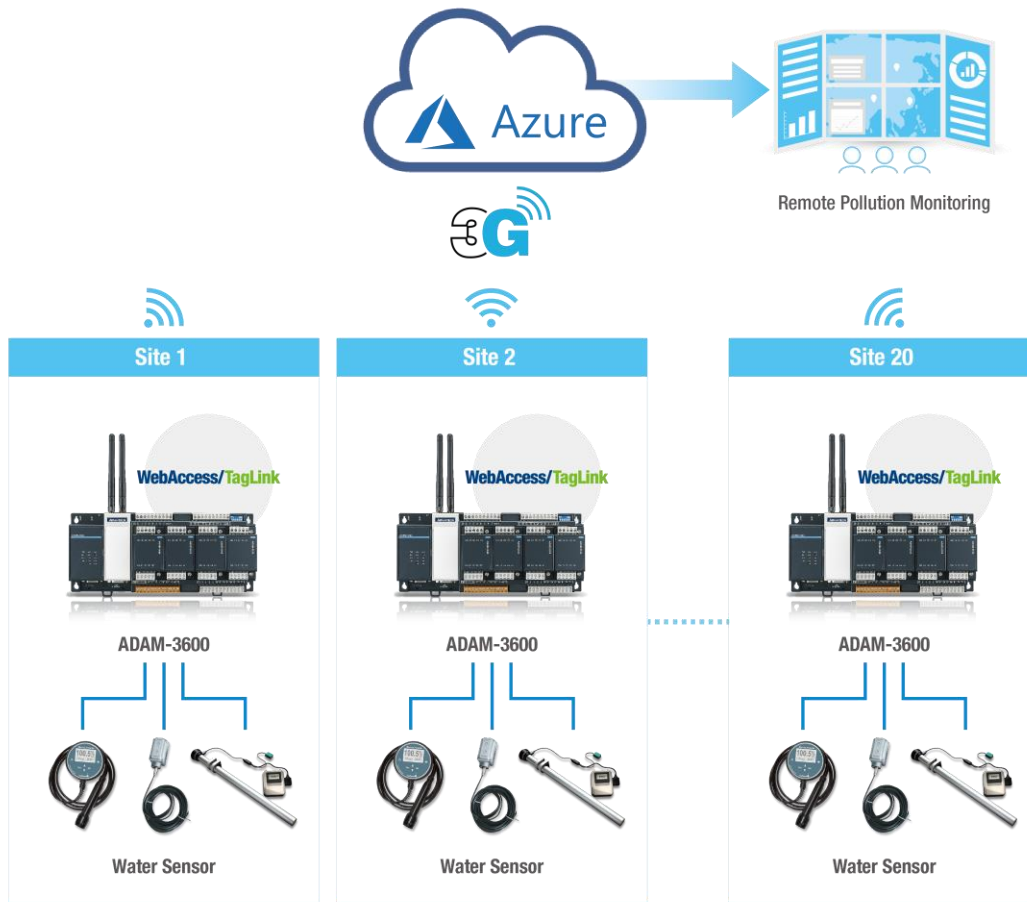 Azure
Remote Pollution Monitoring
3G
Site 1
Site 2
Site 20
WebAccess/TagLink
WebAccess/TagLink
WebAccess/TagLink
ADAM-3600
ADAM-3600
ADAM-3600
Water Sensor
Water Sensor
Water Sensor